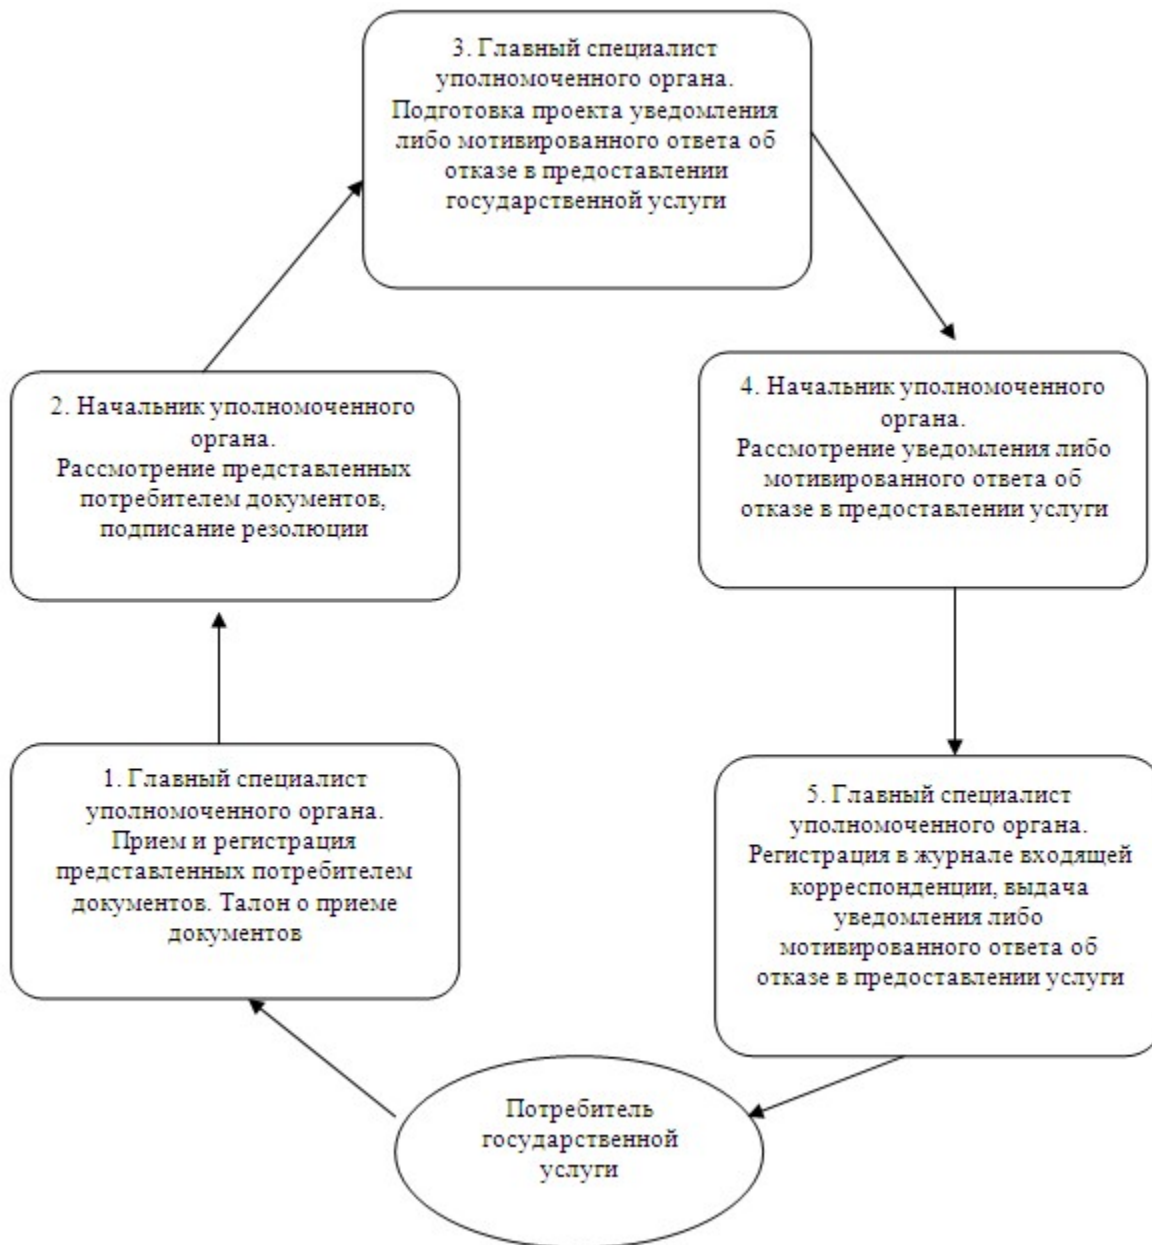 3. Главный специалист
уполномоченного органа.
Подготовка проекта уведомления
либо мотивированного ответа об
отказе в предоставлении
государственной услуги
2. Начальник уполномоченного
органа.
Рассмотрение представленных
потребителем документов,
подписание резолюции
4. Начальник уполномоченного
органа.
Рассмотрение уведомления либо
мотивированного ответа об
отказе в предоставлении услуги
1. Главный специалист
уполномоченного органа.
Прием и регистрация
представленных потребителем
документов. Талон о приеме
документов
5. Главный специалист
уполномоченного органа.
Регистрация в журнале входящей
корреспонденции, выдача
уведомления либо
мотивированного ответа об
отказе в предоставлении услуги
Потребитель
государственной
услуги